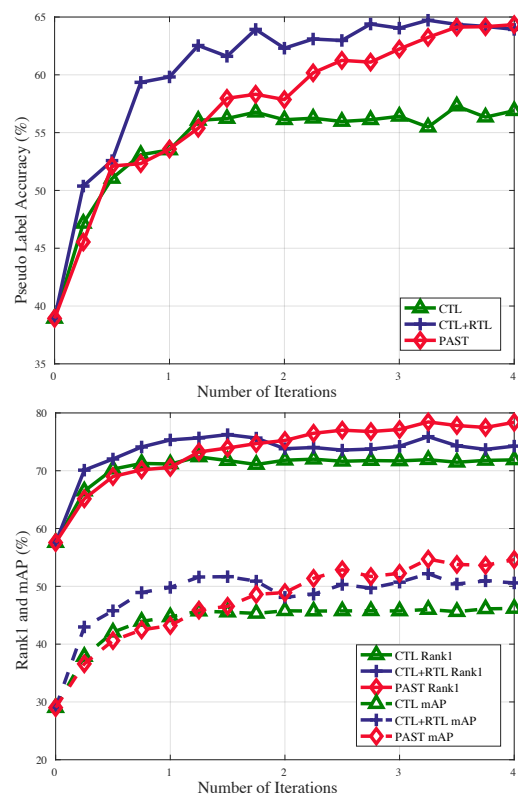 65
60
55
50
45
40
35
0
1
2
3
4
Pseudo Label Accuracy (%)
Number of Iterations
CTL
CTL+RTL
PAST
80
70
60
50
40
30
20
0
1
2
3
4
Rank1 and mAP (%)
Number of Iterations
CTL Rank1
CTL+RTL Rank1
PAST Rank1
CTL mAP
CTL+RTL mAP
PAST mAP